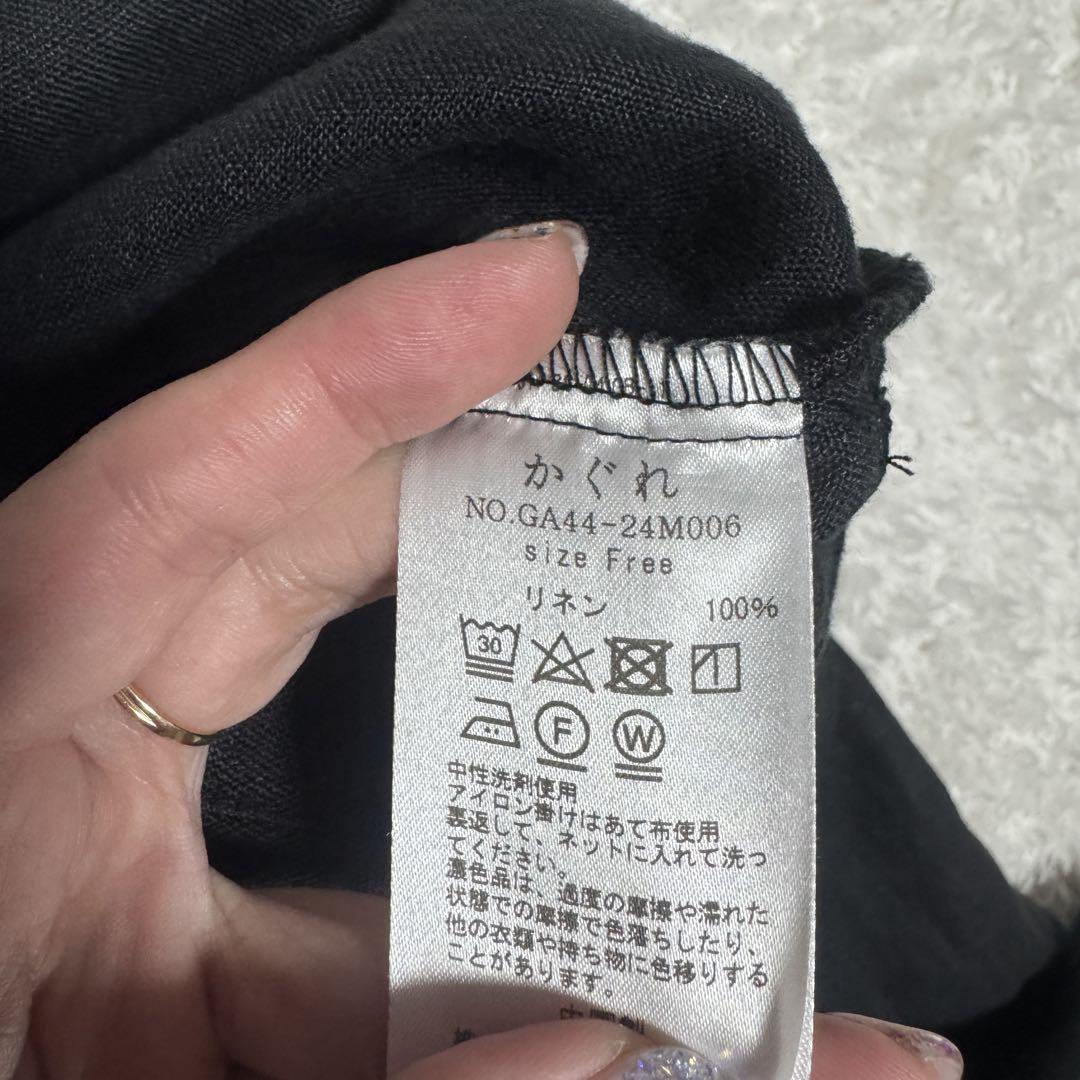 かぐれ
NO.GA44-24M006
size Free
リネン 100%
30
F W
中性洗剤使用
アイロン掛けはあて布使用
裏返して、ネットに入れて洗っ
てください。
濃色品は、過度の摩擦や濡れた
状態での摩擦で色落ちしたり、
他の衣類や持ち物に色移りする
ことがあります。